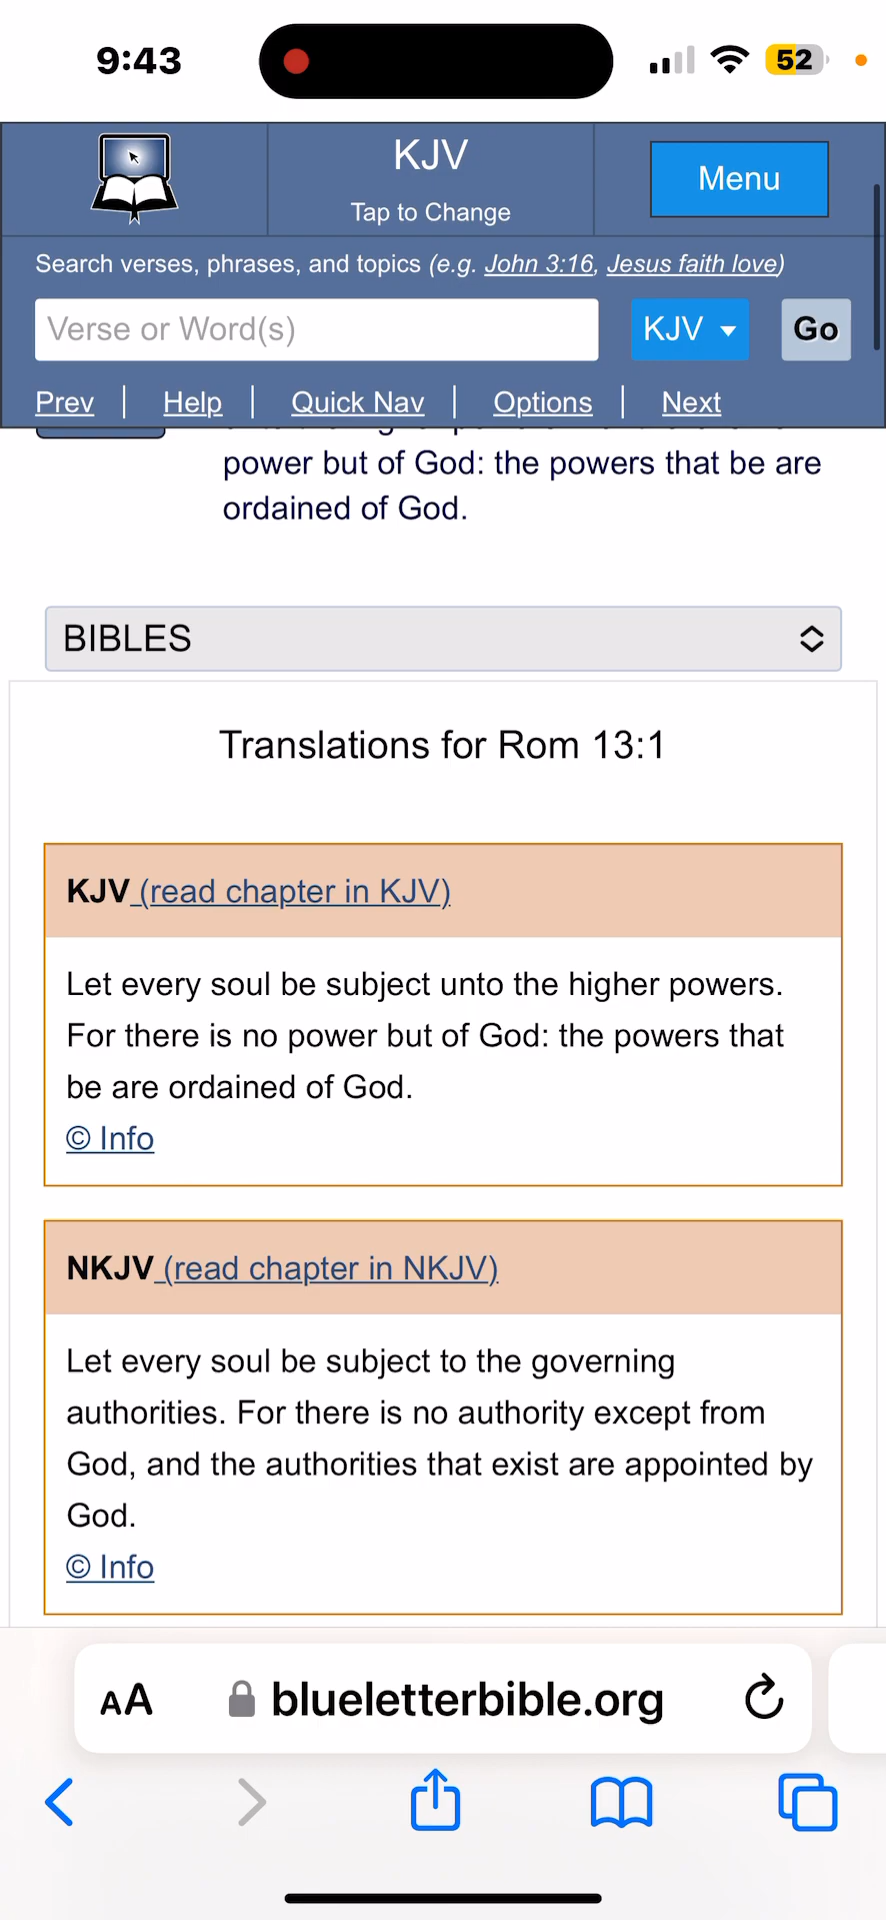 9:43
52
KJV
Tap to Change
Menu
Search verses, phrases, and topics (e.g. John 3:16, Jesus faith love)
Verse or Word(s)
KJV
Go
Prev | Help | Quick Nav | Options | Next
power but of God: the powers that be are
ordained of God.
BIBLES
Translations for Rom 13:1
KJV (read chapter in KJV)
Let every soul be subject unto the higher powers.
For there is no power but of God: the powers that
be are ordained of God.
© Info
NKJV (read chapter in NKJV)
Let every soul be subject to the governing
authorities. For there is no authority except from
God, and the authorities that exist are appointed by
God.
© Info
AA
blueletterbible.org